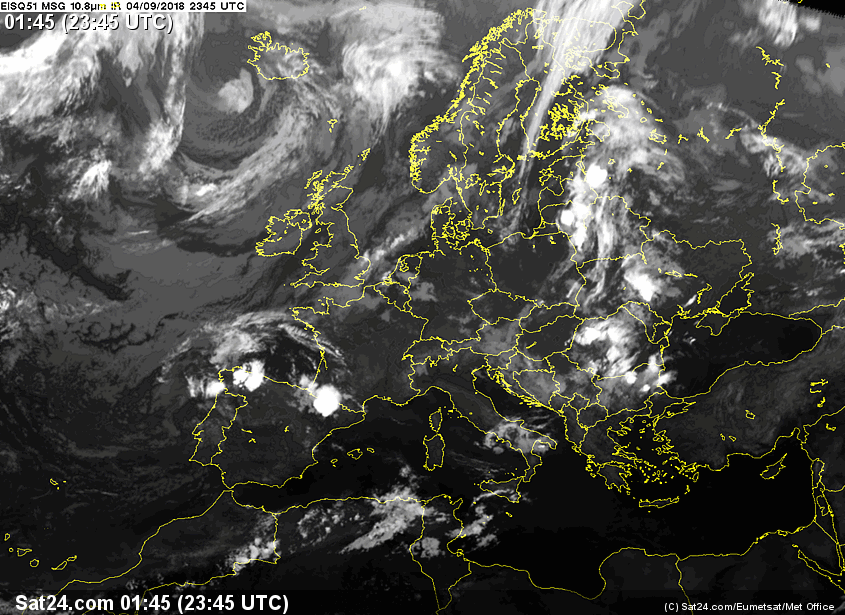 EISQ51 MSG 10.8µm IR 04/09/2018 2345 UTC
01:45 (23:45 UTC)
Sat24.com 01:45 (23:45 UTC)
(C) Sat24.com/Eumetsat/Met Office